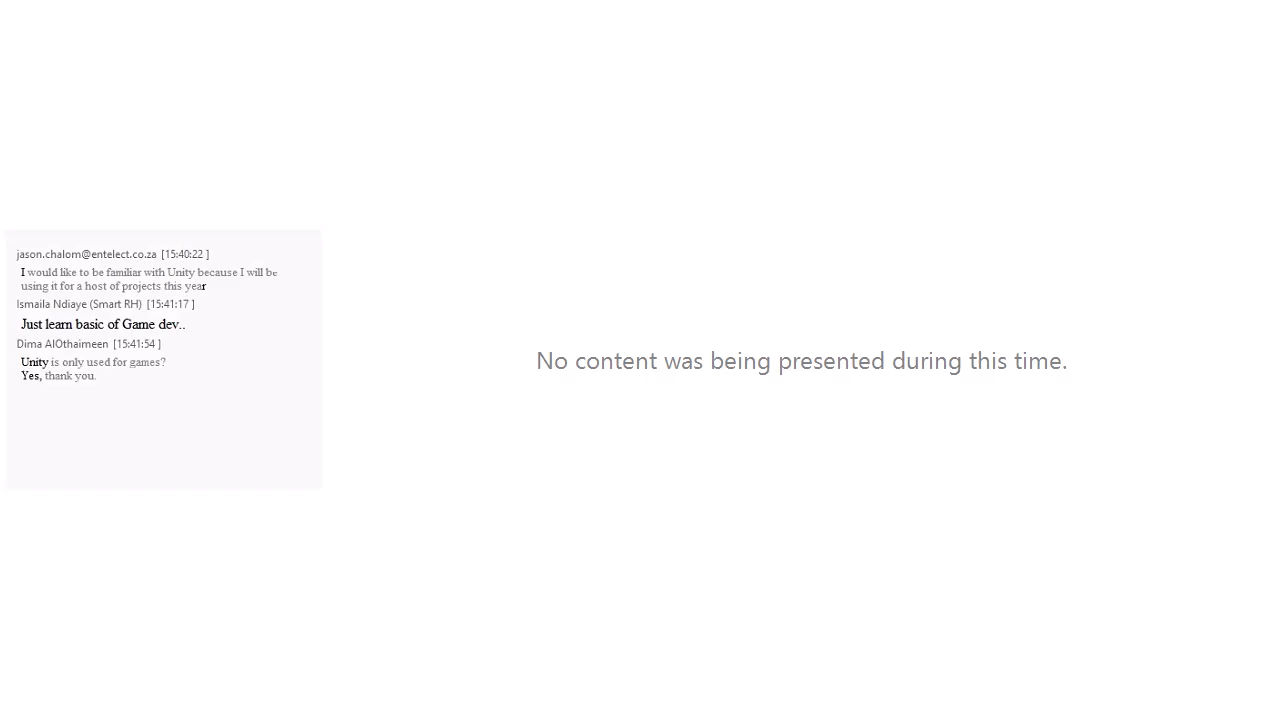 jason.chalom@entelect.co.za [15:40:22 ]
I would like to be familiar with Unity because I will be
using it for a host of projects this year
Ismaila Ndiaye (Smart RH) [15:41:17 ]
Just learn basic of Game dev..
Dima AlOthaimeen [15:41:54 ]
Unity is only used for games?
Yes, thank you.
No content was being presented during this time.